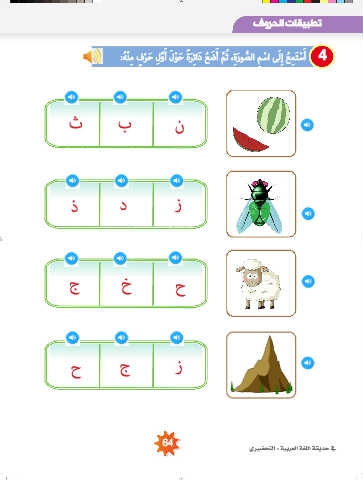 تطبيقات الحروف
4 أَسْتَمِعُ إِلَى اسْمِ الصُّورَةِ، ثُمَّ أَضَعُ دَائِرَةً حَوْلَ أَوَّلِ حَرْفٍ مِنْهُ:
ن ب ث
ز د ذ
ح خ ج
ز ج ح
64
في حديقة اللغة العربية - التحضيري